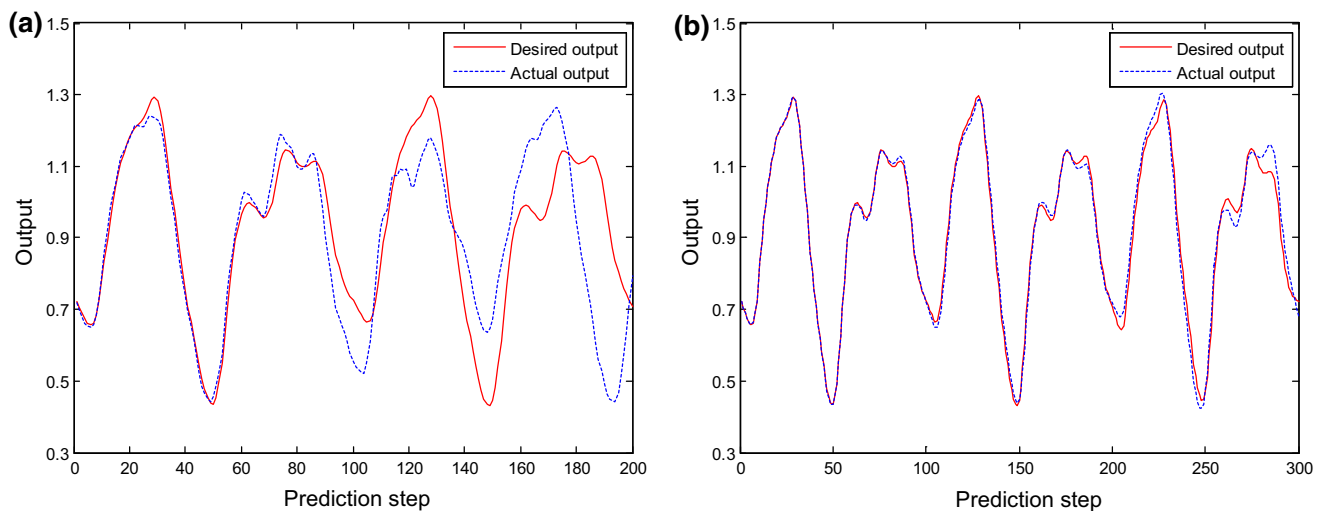 (a)
1.5
1.3
1.1
0.9
0.7
0.5
0.3
Output
Desired output
Actual output
0 20 40 60 80 100 120 140 160 180 200
Prediction step
(b)
1.5
1.3
1.1
0.9
0.7
0.5
0.3
Output
Desired output
Actual output
0 50 100 150 200 250 300
Prediction step